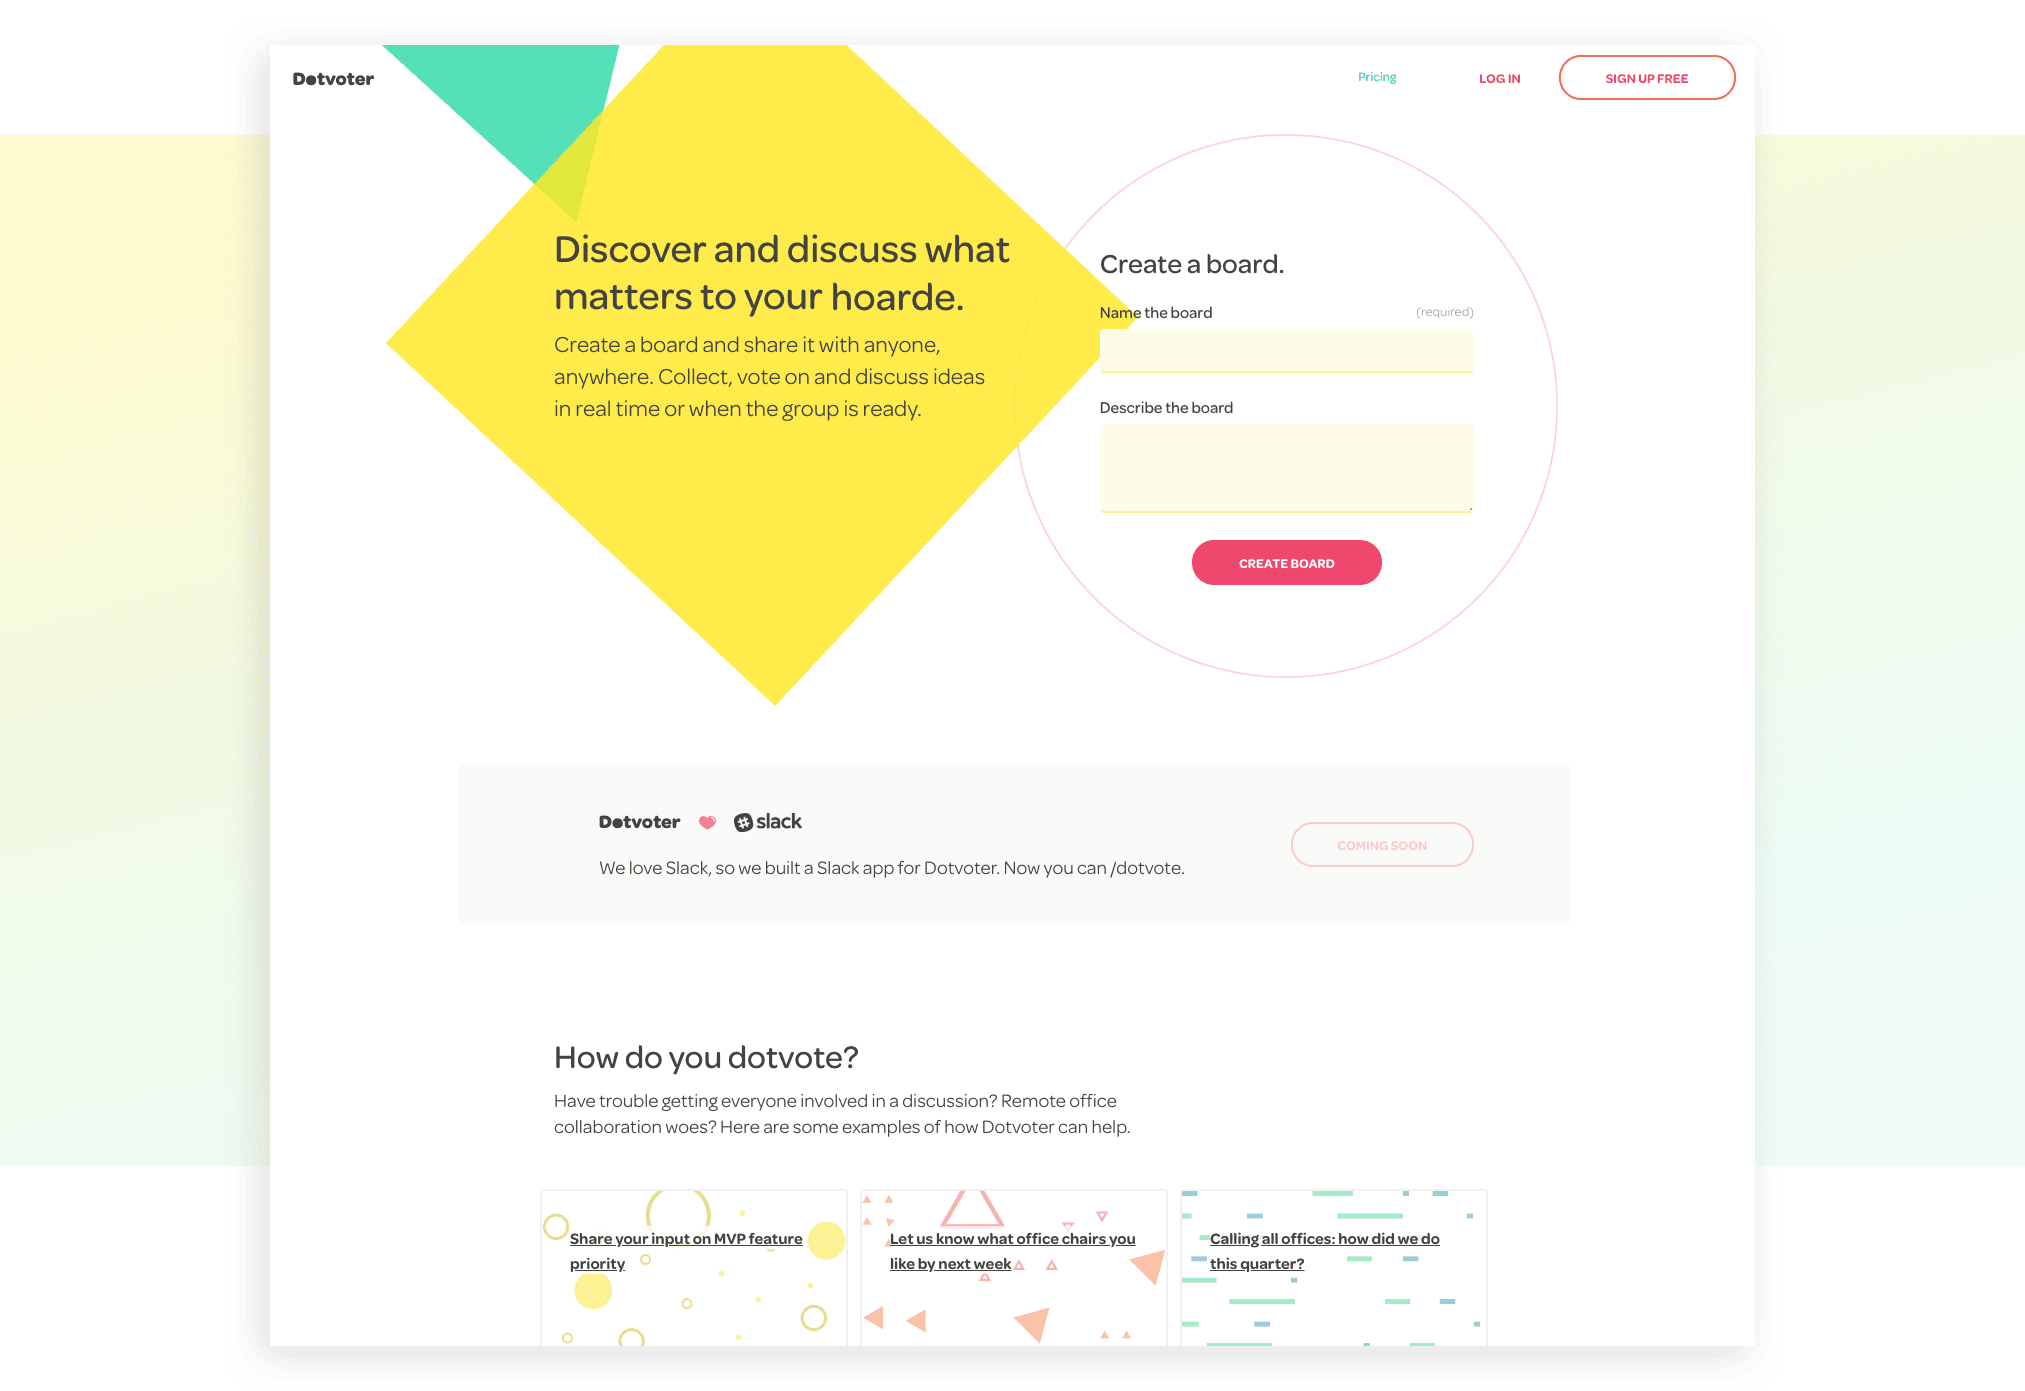 Dotvoter
Pricing
LOG IN
SIGN UP FREE
Discover and discuss what
matters to your hoarde.
Create a board and share it with anyone,
anywhere. Collect, vote on and discuss ideas
in real time or when the group is ready.
Create a board.
Name the board
(required)
Describe the board
CREATE BOARD
Dotvoter
slack
We love Slack, so we built a Slack app for Dotvoter. Now you can /dotvote.
COMING SOON
How do you dotvote?
Have trouble getting everyone involved in a discussion? Remote office
collaboration woes? Here are some examples of how Dotvoter can help.
Share your input on MVP feature
priority
Let us know what office chairs you
like by next week
Calling all offices: how did we do
this quarter?